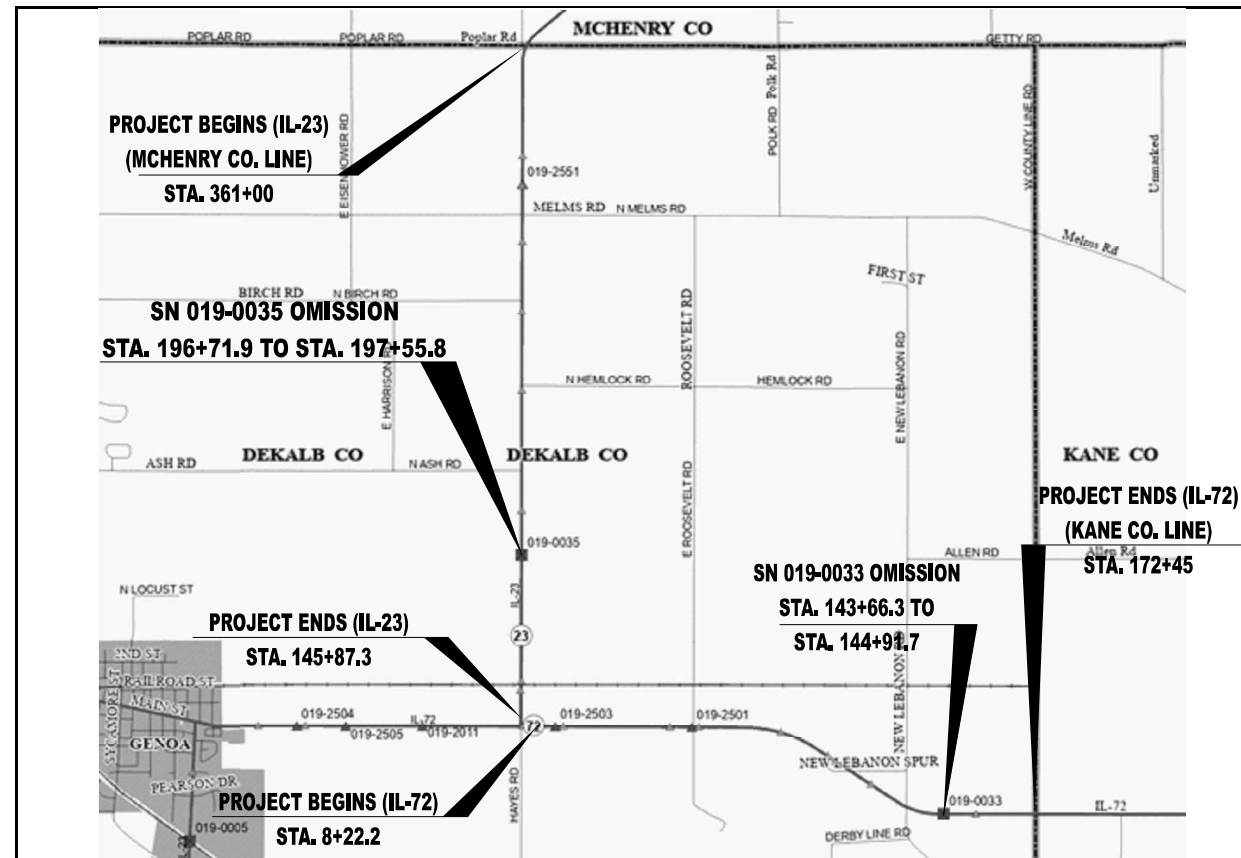 MCHENRY CO
POPLAR RD
POPLAR RD
Poplar Rd
GETTY RD
Polk Rd
POLK RD
W COUNTY LINE RD
Unmarked
PROJECT BEGINS (IL-23)
(MCHENRY CO. LINE)
STA. 361+00
E EISENHOWER RD
019-2551
MELMS RD
N MELMS RD
Melms Rd
FIRST ST
BIRCH RD
N BIRCH RD
SN 019-0035 OMISSION
STA. 196+71.9 TO STA. 197+55.8
E HARRISON RD
ROOSEVELT RD
N HEMLOCK RD
HEMLOCK RD
E NEW LEBANON RD
DEKALB CO
DEKALB CO
KANE CO
ASH RD
N ASH RD
E ROOSEVELT RD
PROJECT ENDS (IL-72)
(KANE CO. LINE)
STA. 172+45
019-0035
ALLEN RD
Allen Rd
SN 019-0033 OMISSION
STA. 143+66.3 TO
STA. 144+91.7
N LOCUST ST
IL-23
PROJECT ENDS (IL-23)
STA. 145+87.3
23
2ND ST
RAILROAD ST
MAIN ST
SYCAMORE ST
GENOA
019-2504
IL-72
019-2505
019-2011
72
019-2503
019-2501
NEW LEBANON RD
NEW LEBANON SPUR
PEARSON DR
HAYES RD
PROJECT BEGINS (IL-72)
STA. 8+22.2
019-0005
IL-23
019-0033
IL-72
DERBY LINE RD